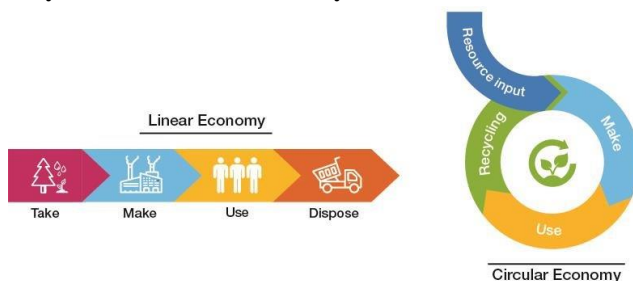 Linear Economy
Take
Make
Use
Dispose
Resource input
Make
Use
Recycling
Circular Economy